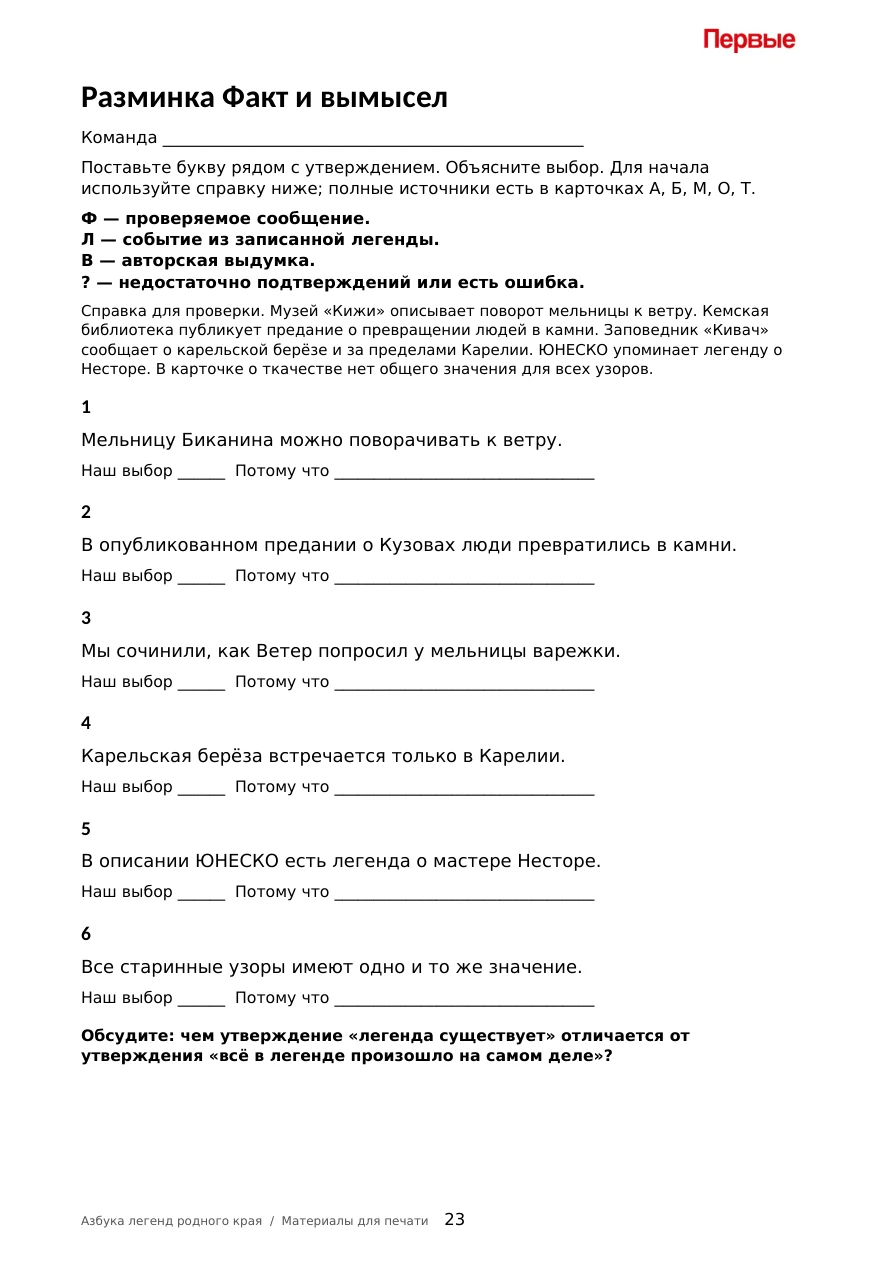 Первые
Разминка Факт и вымысел
Команда ________________________________________________
Поставьте букву рядом с утверждением. Объясните выбор. Для начала
используйте справку ниже; полные источники есть в карточках А, Б, М, О, Т.
Ф — проверяемое сообщение.
Л — событие из записанной легенды.
В — авторская выдумка.
? — недостаточно подтверждений или есть ошибка.
Справка для проверки. Музей «Кижи» описывает поворот мельницы к ветру. Кемская
библиотека публикует предание о превращении людей в камни. Заповедник «Кивач»
сообщает о карельской берёзе и за пределами Карелии. ЮНЕСКО упоминает легенду о
Несторе. В карточке о ткачестве нет общего значения для всех узоров.
1
Мельницу Биканина можно поворачивать к ветру.
Наш выбор ______ Потому что _________________________________
2
В опубликованном предании о Кузовах люди превратились в камни.
Наш выбор ______ Потому что _________________________________
3
Мы сочинили, как Ветер попросил у мельницы варежки.
Наш выбор ______ Потому что _________________________________
4
Карельская берёза встречается только в Карелии.
Наш выбор ______ Потому что _________________________________
5
В описании ЮНЕСКО есть легенда о мастере Несторе.
Наш выбор ______ Потому что _________________________________
6
Все старинные узоры имеют одно и то же значение.
Наш выбор ______ Потому что _________________________________
Обсудите: чем утверждение «легенда существует» отличается от
утверждения «всё в легенде произошло на самом деле»?
Азбука легенд родного края / Материалы для печати 23